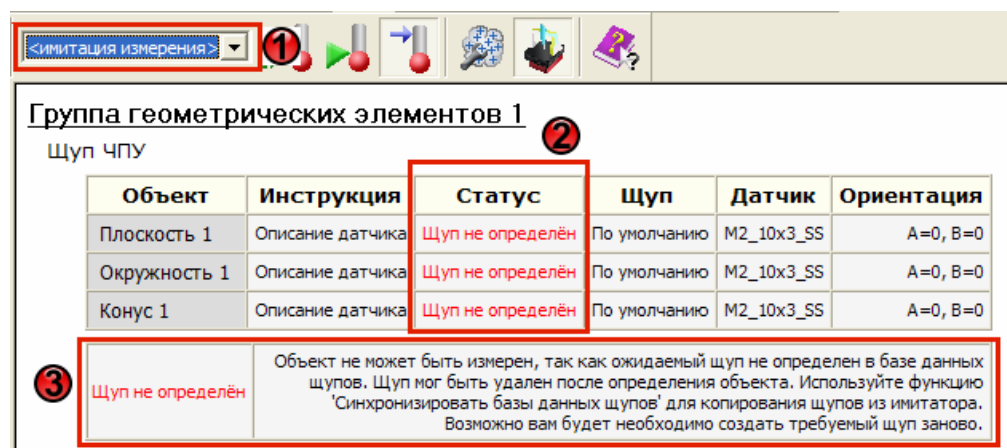 <имитация измерения>
1
Группа геометрических элементов 1
2
Щуп ЧПУ
Объект Инструкция Статус Щуп Датчик Ориентация
Плоскость 1 Описание датчика Щуп не определён По умолчанию M2_10x3_SS A=0, B=0
Окружность 1 Описание датчика Щуп не определён По умолчанию M2_10x3_SS A=0, B=0
Конус 1 Описание датчика Щуп не определён По умолчанию M2_10x3_SS A=0, B=0
3
Щуп не определён
Объект не может быть измерен, так как ожидаемый щуп не определен в базе данных
щупов. Щуп мог быть удален после определения объекта. Используйте функцию
'Синхронизировать базы данных щупов' для копирования щупов из имитатора.
Возможно вам будет необходимо создать требуемый щуп заново.